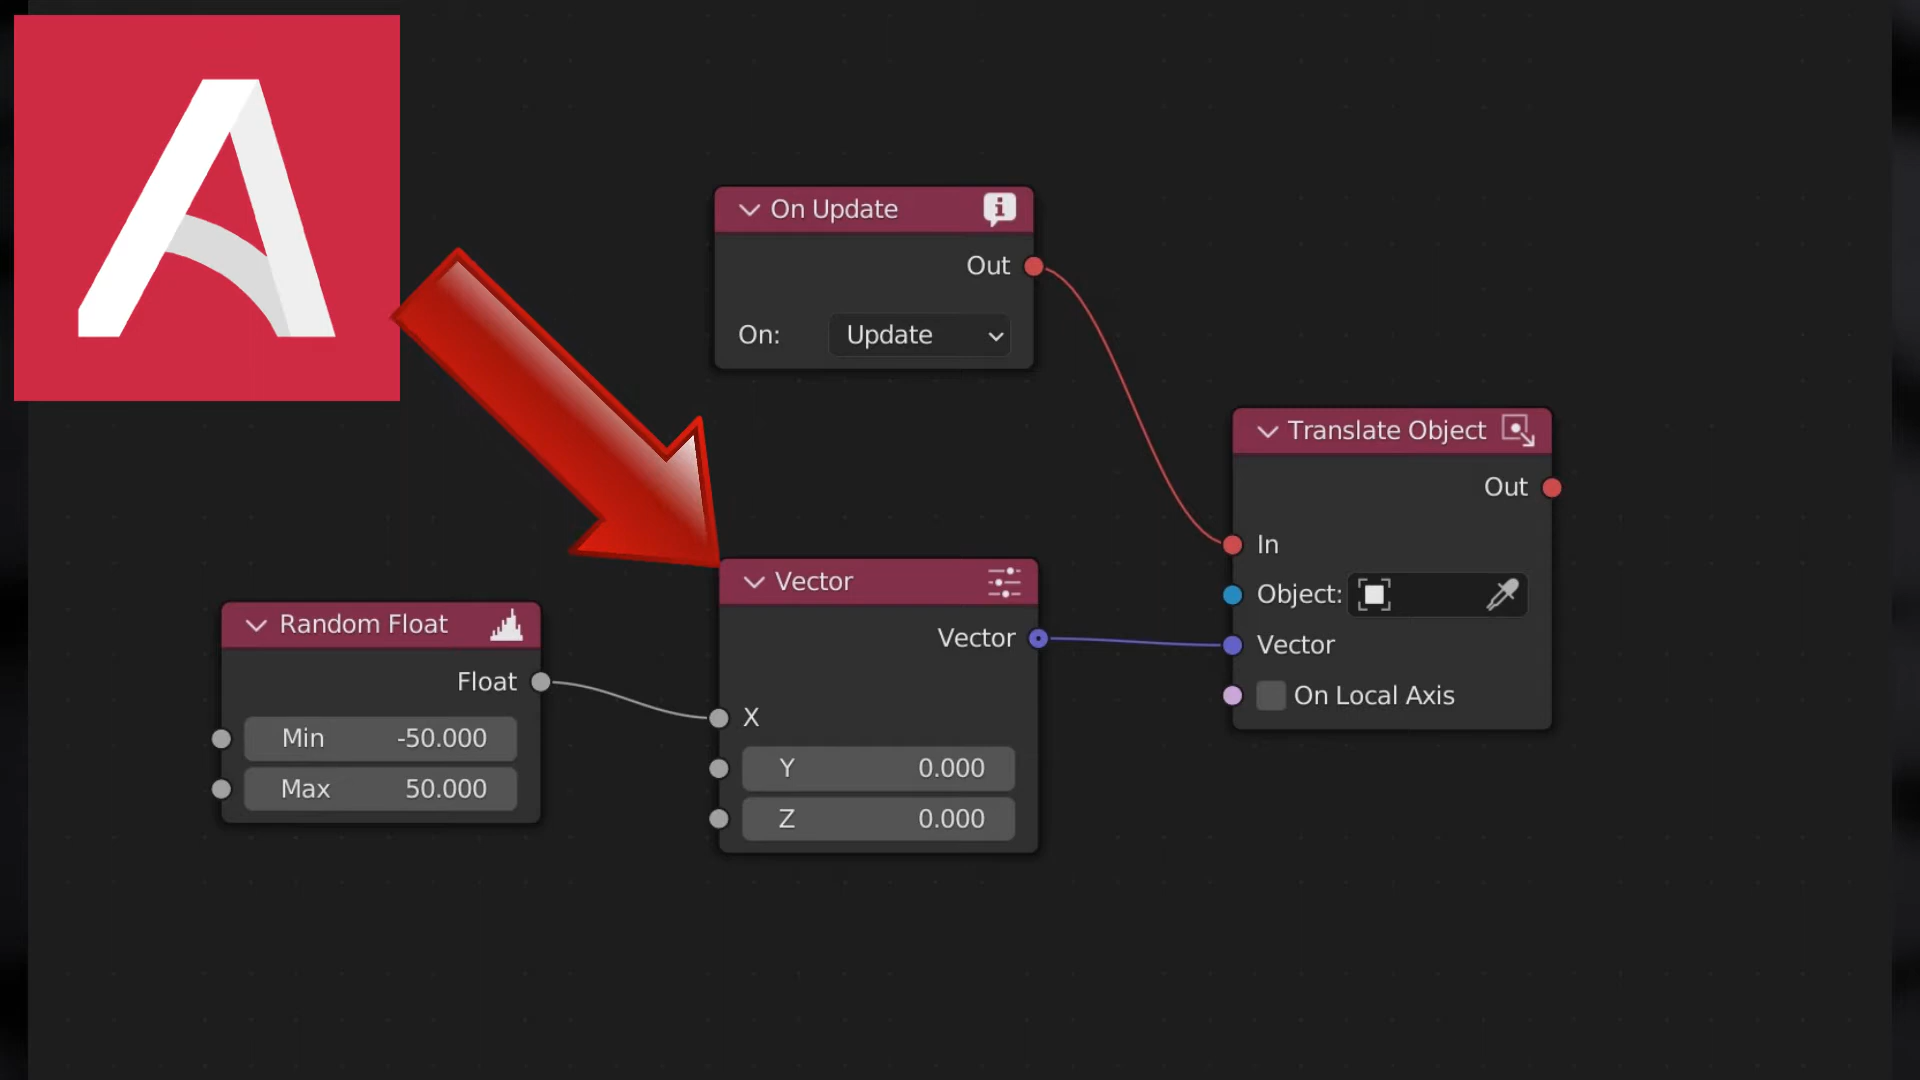 On Update
Out
On: Update
Translate Object
Out
In
Object:
Vector
On Local Axis
Vector
Vector
X
Y 0.000
Z 0.000
Random Float
Float
Min -50.000
Max 50.000